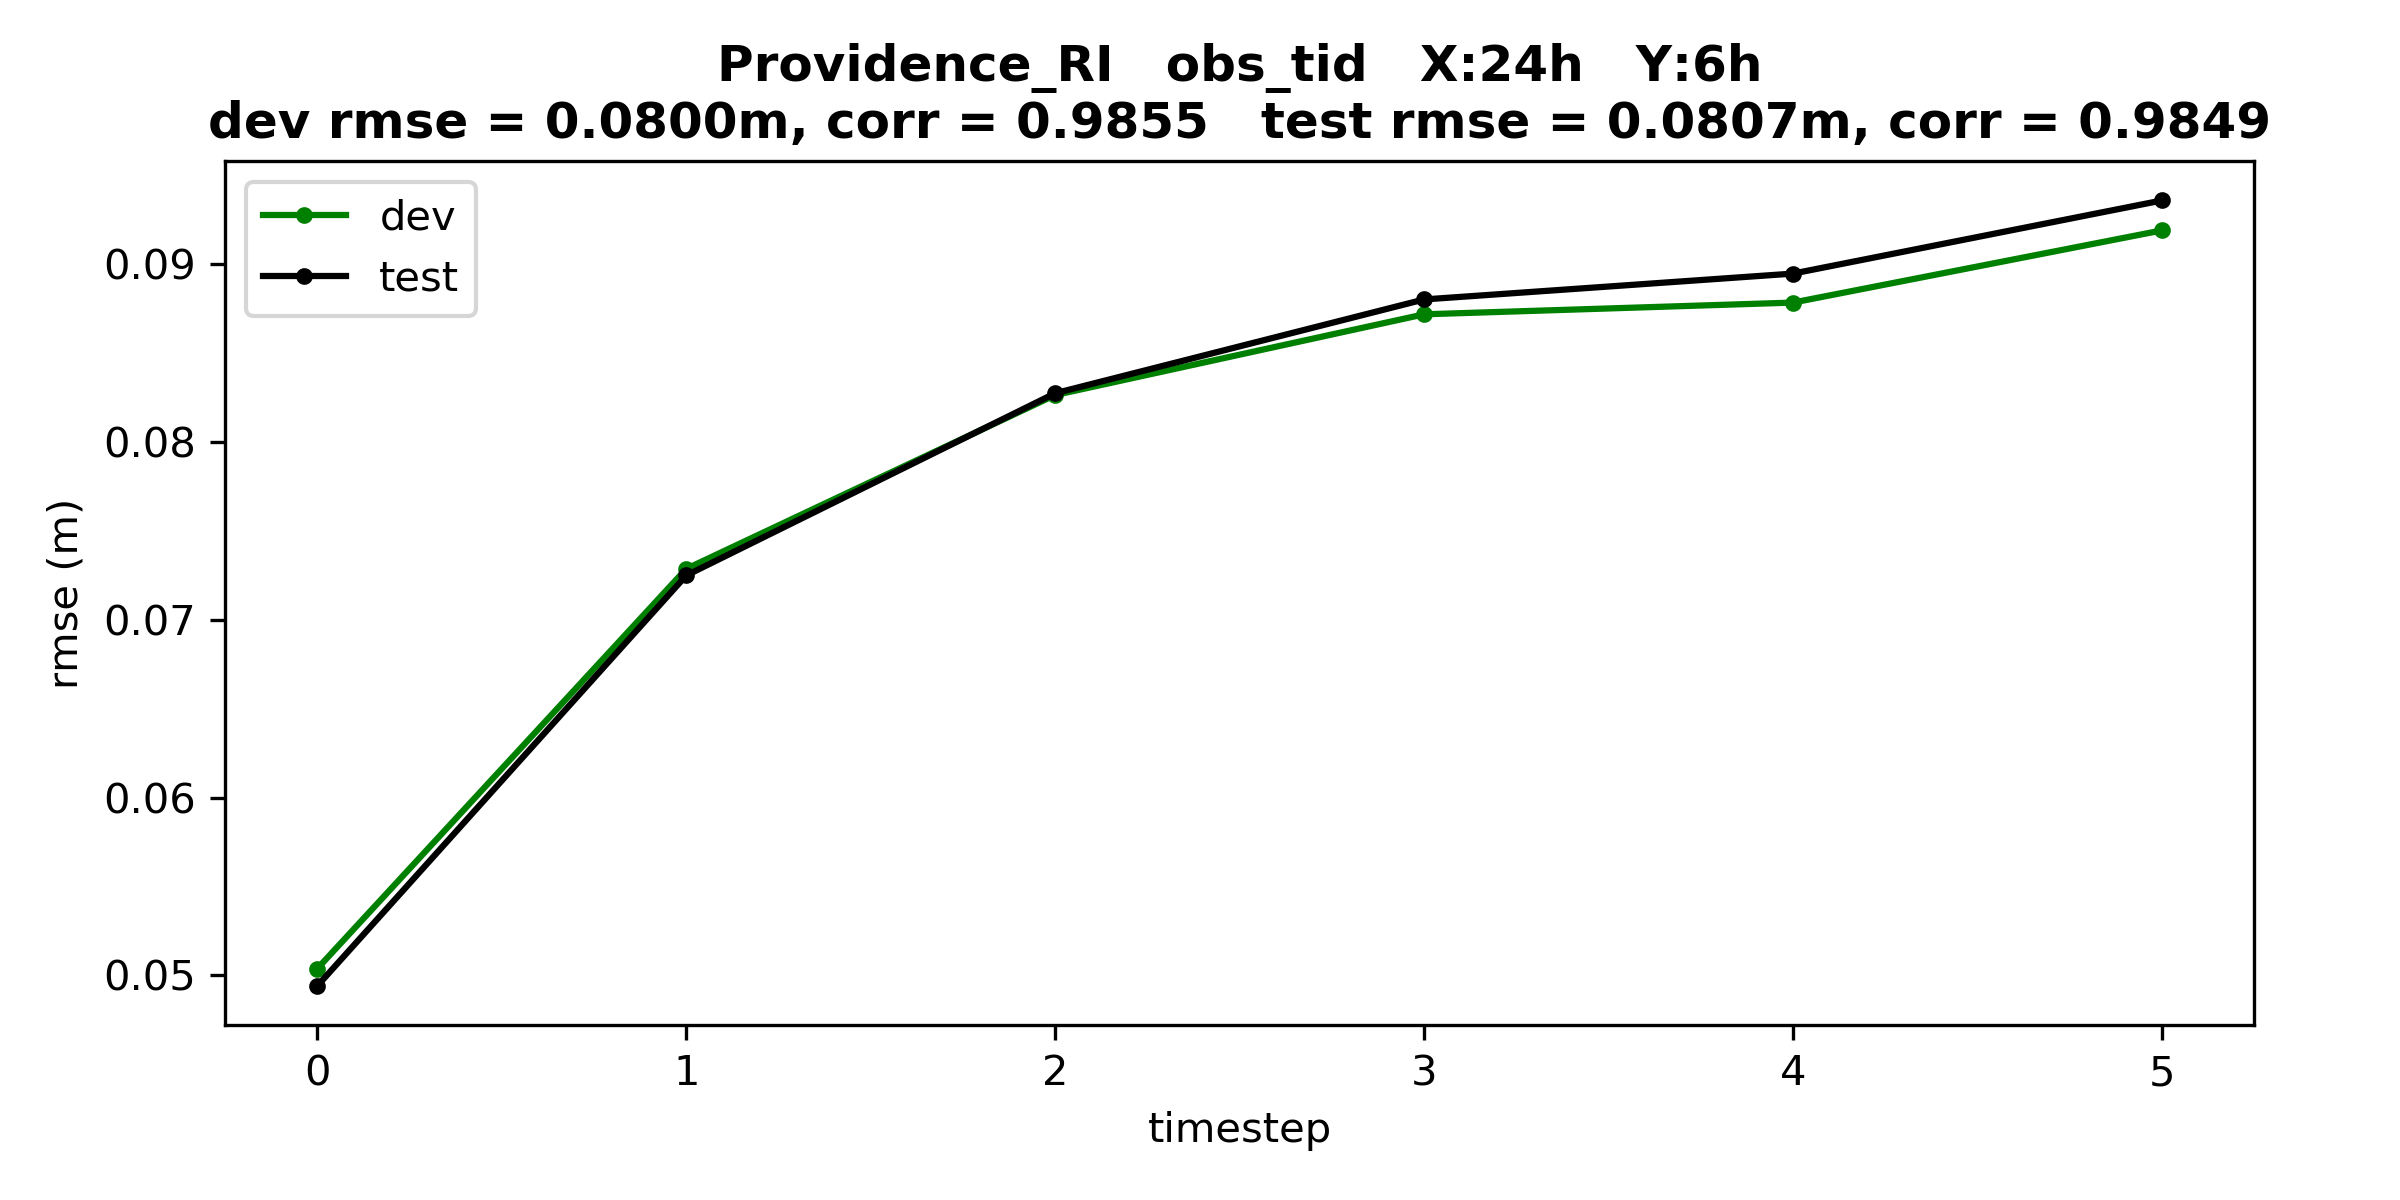 Providence_RI obs_tid X:24h Y:6h
dev rmse = 0.0800m, corr = 0.9855 test rmse = 0.0807m, corr = 0.9849
dev
test
0.09
0.08
0.07
0.06
0.05
rmse (m)
0 1 2 3 4 5
timestep